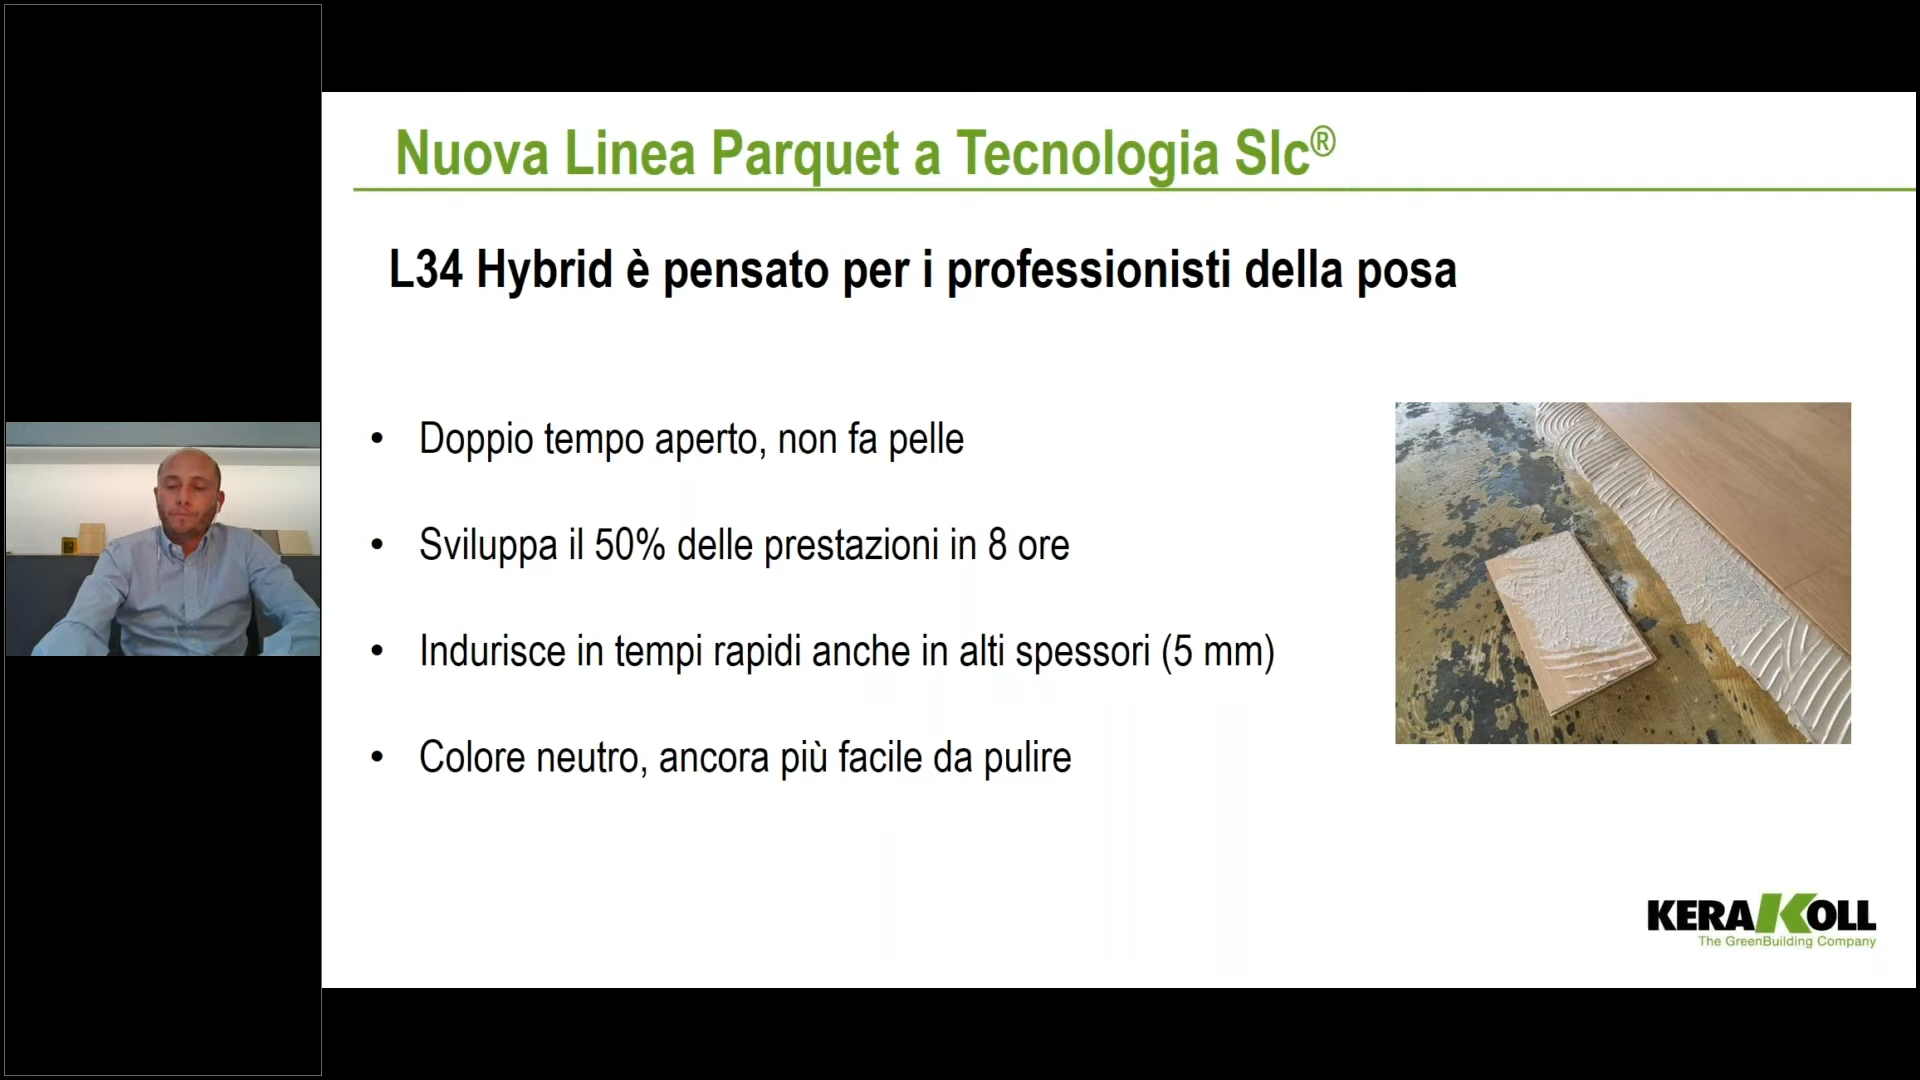 Nuova Linea Parquet a Tecnologia Slc®
L34 Hybrid è pensato per i professionisti della posa
• Doppio tempo aperto, non fa pelle
• Sviluppa il 50% delle prestazioni in 8 ore
• Indurisce in tempi rapidi anche in alti spessori (5 mm)
• Colore neutro, ancora più facile da pulire
KERAKOLL
The GreenBuilding Company